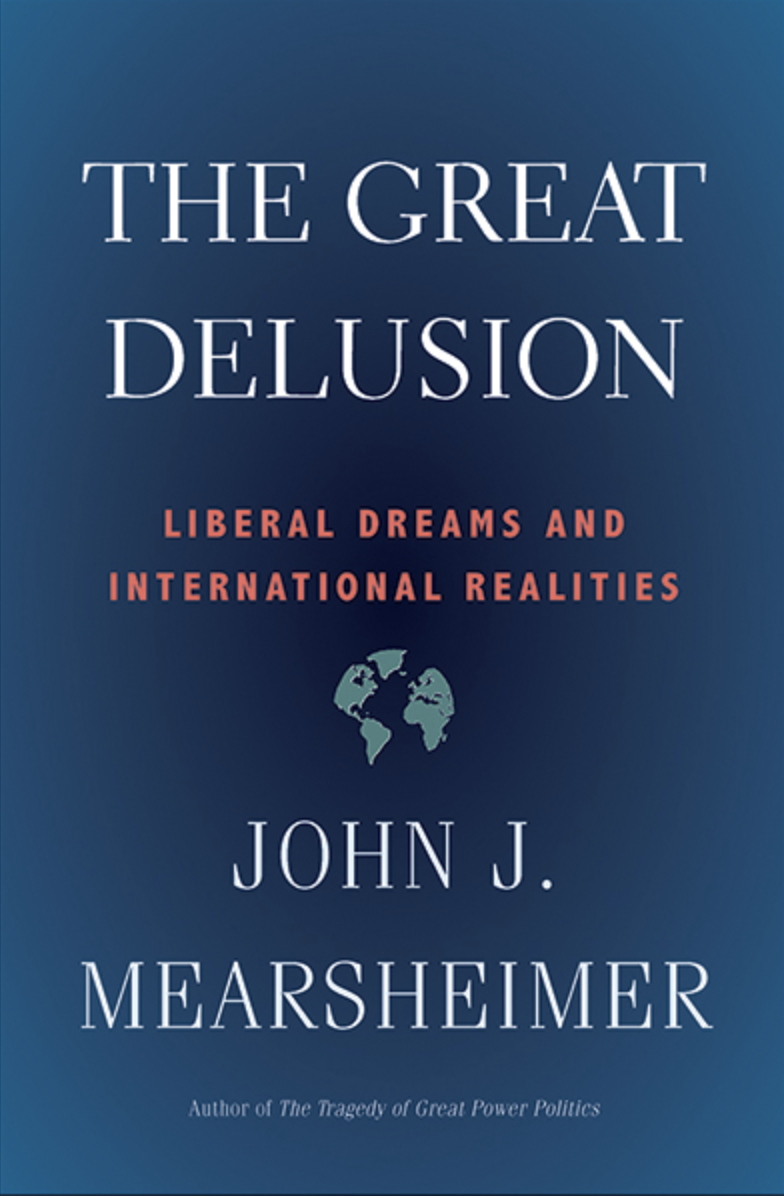 THE GREAT
DELUSION
LIBERAL DREAMS AND
INTERNATIONAL REALITIES
JOHN J.
MEARSHEIMER
Author of The Tragedy of Great Power Politics